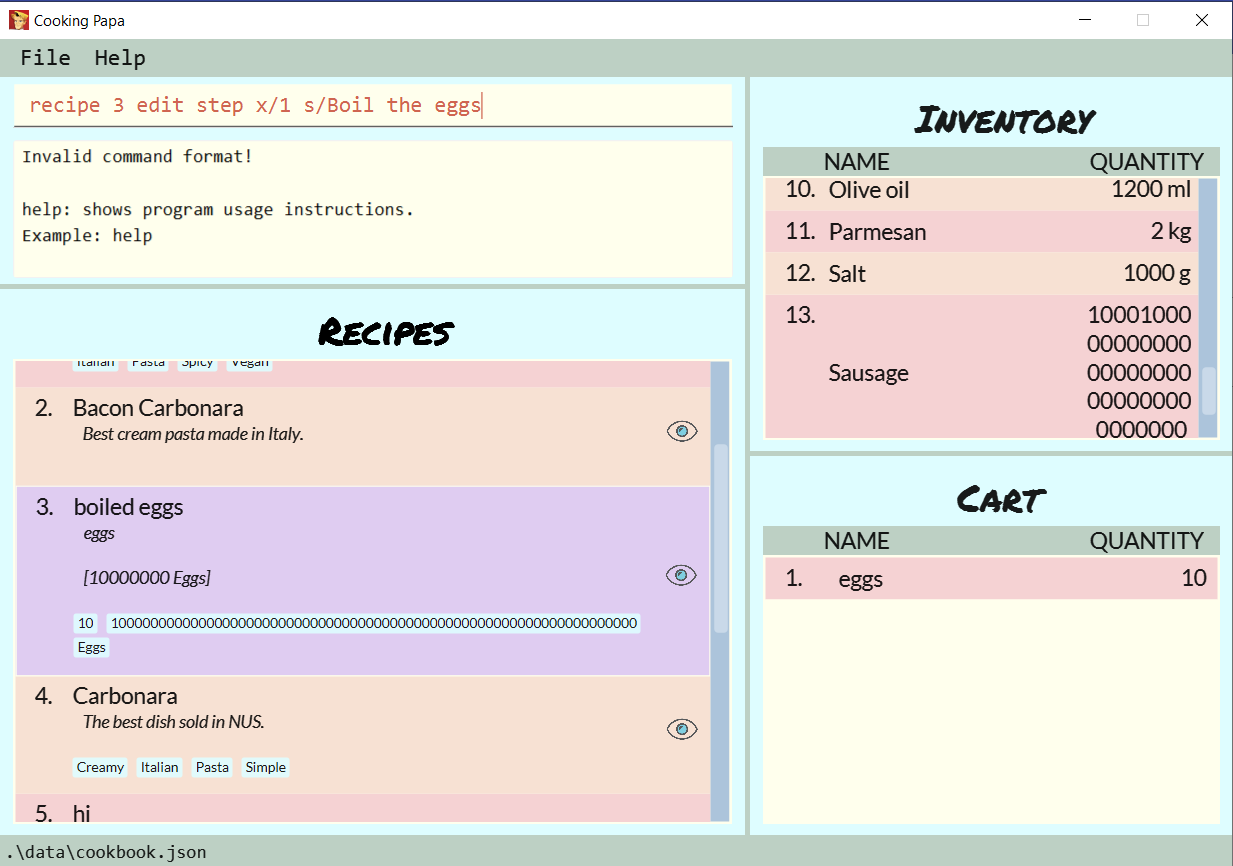 Cooking Papa
File Help
recipe 3 edit step x/1 s/Boil the eggs
Invalid command format!
help: shows program usage instructions.
Example: help
Recipes
Italian Pasta Spicy Vegan
2. Bacon Carbonara
Best cream pasta made in Italy.
3. boiled eggs
eggs
[10000000 Eggs]
10
Eggs
4. Carbonara
The best dish sold in NUS.
Creamy Italian Pasta Simple
5. hi
Inventory
NAME QUANTITY
10. Olive oil 1200 ml
11. Parmesan 2 kg
12. Salt 1000 g
13. 10001000
00000000
Sausage 00000000
00000000
0000000
Cart
NAME QUANTITY
1. eggs 10
.\data\cookbook.json